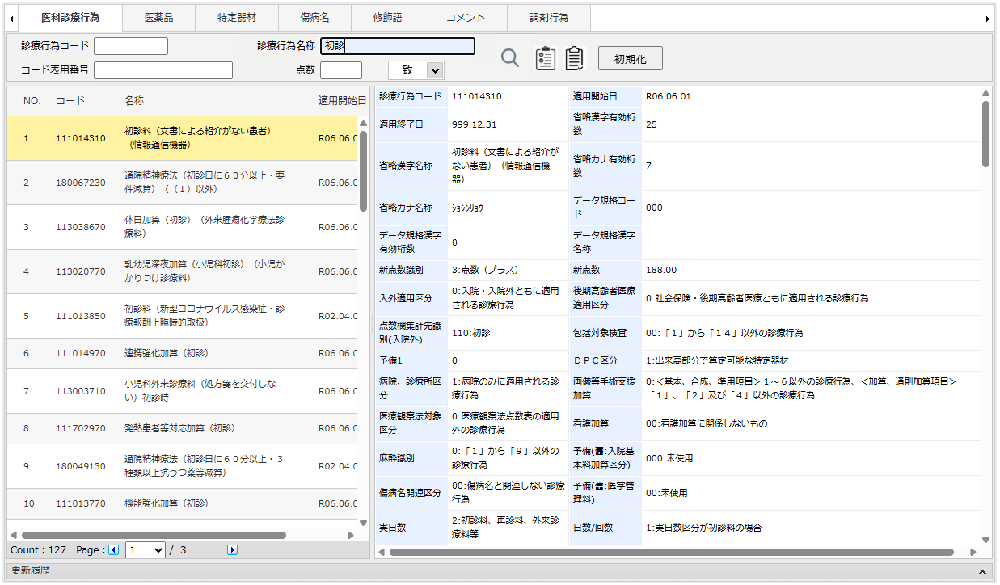 医科診療行為 医薬品 特定器材 傷病名 修飾語 コメント 調剤行為
診療行為コード 診療行為名称 初診
コード表用番号 点数 一致 初期化
NO. コード 名称 適用開始日
1 111014310 初診料（文書による紹介がない患者）（情報通信機器） R06.06.0
2 180067230 通院精神療法（初診日に６０分以上・要件減算）（（１）以外） R06.06.0
3 113038670 休日加算（初診）（外来腫瘍化学療法診療料） R06.06.0
4 113020770 乳幼児深夜加算（小児科初診）（小児かかりつけ診療料） R06.06.0
5 111013850 初診料（新型コロナウイルス感染症・診療報酬上臨時的取扱） R02.04.0
6 111014970 連携強化加算（初診） R06.06.0
7 113003710 小児科外来診療料（処方箋を交付しない）初診時 R06.06.0
8 111702970 発熱患者等対応加算（初診） R06.06.0
9 180049130 通院精神療法（初診日に６０分以上・３種類以上抗うつ薬等減算） R02.04.0
10 111013770 機能強化加算（初診） R06.06.0
Count : 127 Page : 1 / 3
診療行為コード 111014310 適用開始日 R06.06.01
適用終了日 999.12.31 省略漢字有効桁数 25
省略漢字名称 初診料（文書による紹介がない患者）（情報通信機器） 省略カナ有効桁数 7
省略カナ名称 ｼｮｼﾝﾘｮｳ データ規格コード 000
データ規格漢字有効桁数 0 データ規格漢字名称
新点数識別 3:点数（プラス） 新点数 188.00
入外適用区分 0:入院・入院外ともに適用される診療行為 後期高齢者医療適用区分 0:社会保険・後期高齢者医療ともに適用される診療行為
点数欄集計先識別(入院外) 110:初診 包括対象検査 00:「１」から「１４」以外の診療行為
予備1 0 ＤＰＣ区分 1:出来高部分で算定可能な特定器材
病院、診療所区分 1:病院のみに適用される診療行為 画像等手術支援加算 0:＜基本、合成、準用項目＞１～６以外の診療行為、＜加算、通則加算項目＞「１」、「２」及び「４」以外の診療行為
医療観察法対象区分 0:医療観察法点数表の適用外の診療行為 看護加算 00:看護加算に関係しないもの
麻酔識別 0:「１」から「９」以外の診療行為 予備(舊:入院基本料加算区分) 000:未使用
傷病名関連区分 00:傷病名と関連しない診療行為 予備(舊:医学管理料) 00:未使用
実日数 2:初診料、再診料、外来診療料等 日数/回数 1:実日数区分が初診料の場合
更新履歴